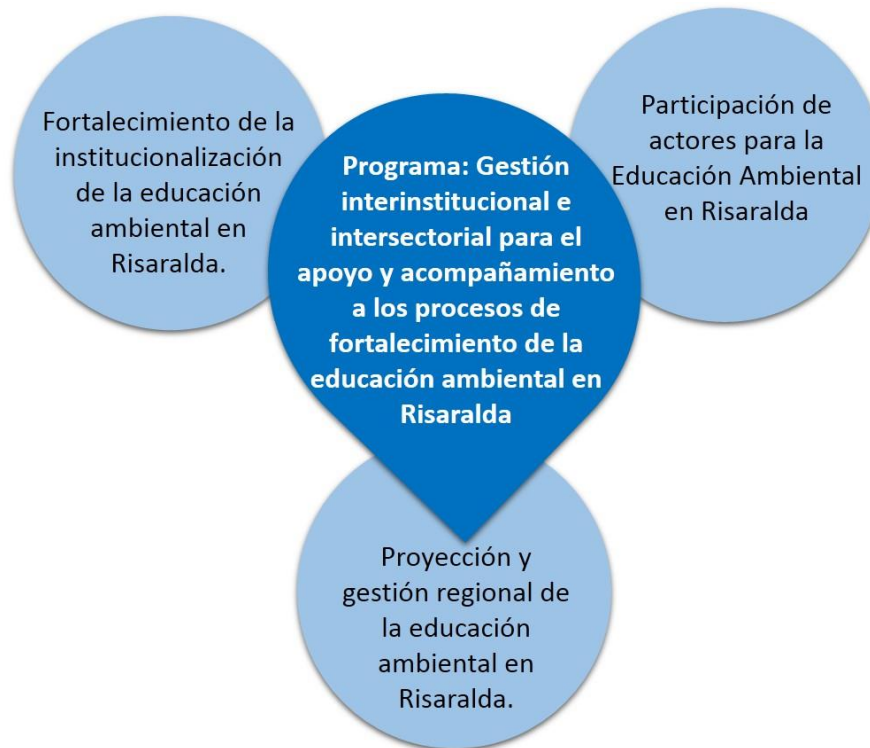 Fortalecimiento de la
institucionalización
de la educación
ambiental en
Risaralda.
Programa: Gestión
interinstitucional e
intersectorial para el
apoyo y acompañamiento
a los procesos de
fortalecimiento de la
educación ambiental en
Risaralda
Participación de
actores para la
Educación Ambiental
en Risaralda
Proyección y
gestión regional de
la educación
ambiental en
Risaralda.